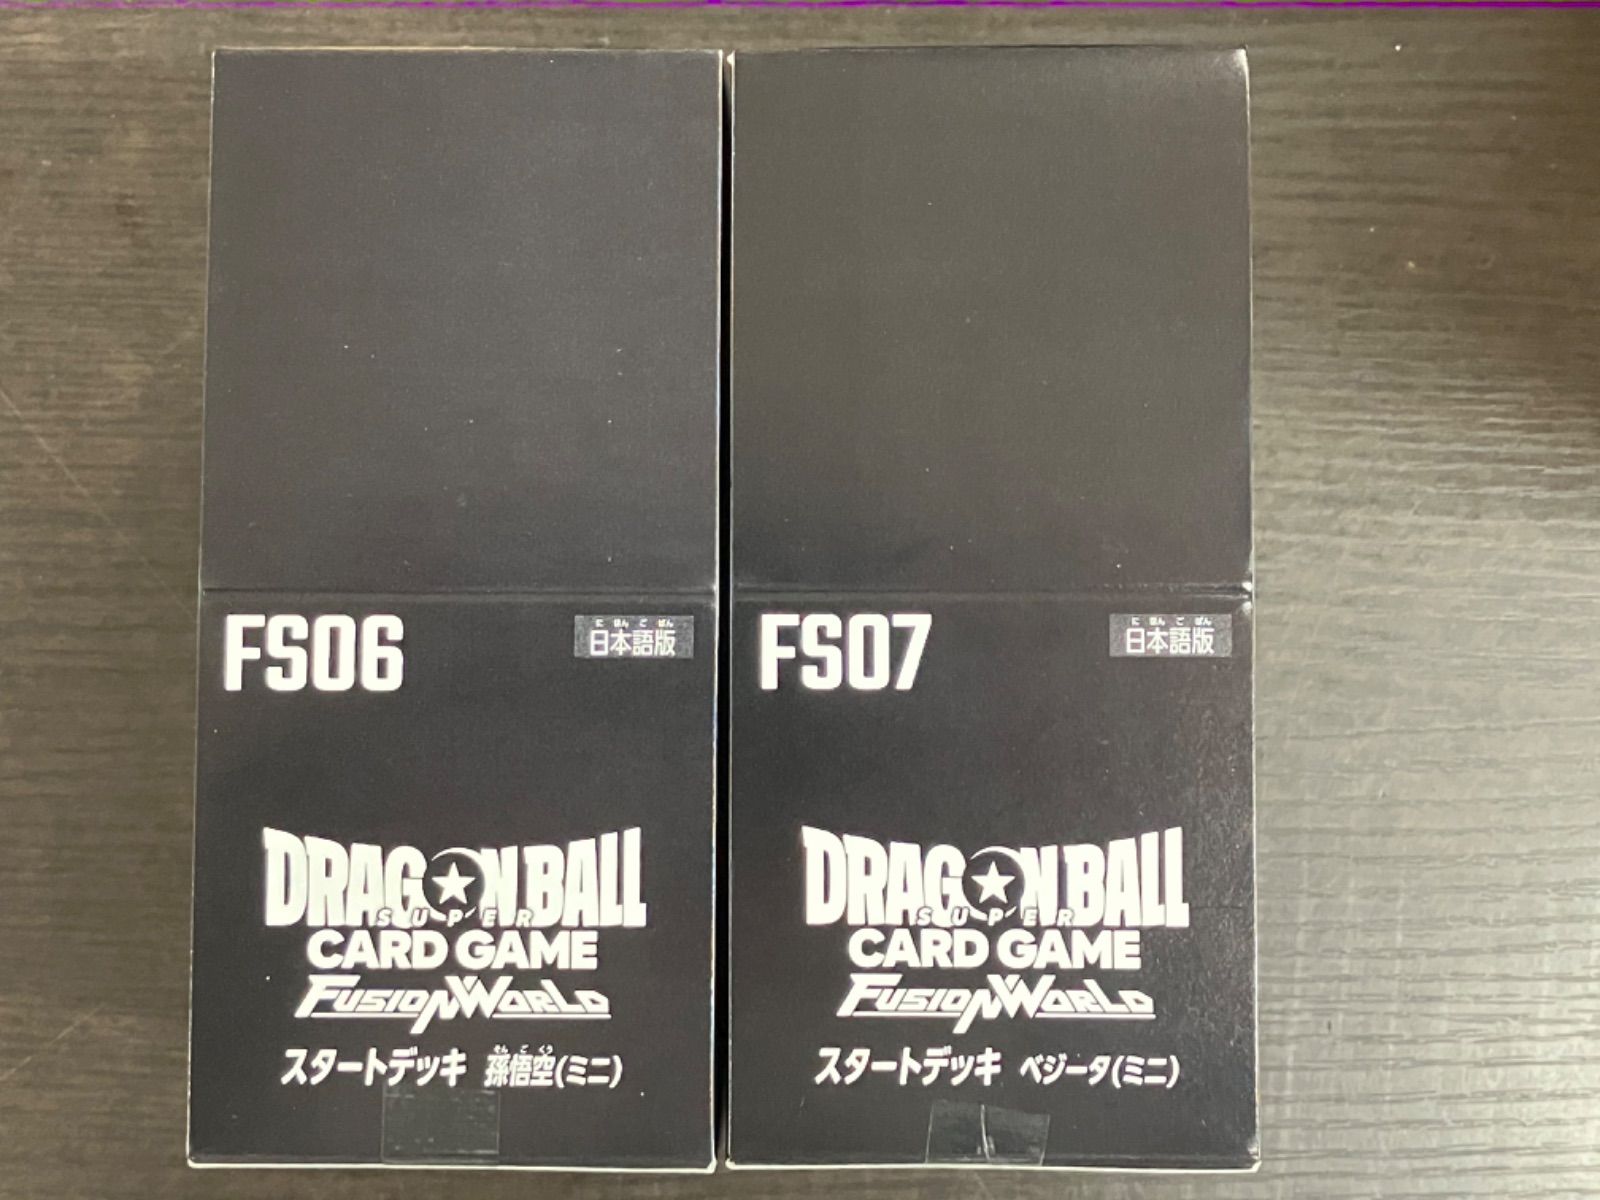 FS06
にほんごばん
日本語版
DRAGON BALL
SUPER
CARD GAME
FUSION WORLD
そんごくう
スタートデッキ 孫悟空(ミニ)
FS07
にほんごばん
日本語版
DRAGON BALL
SUPER
CARD GAME
FUSION WORLD
スタートデッキ ベジータ(ミニ)